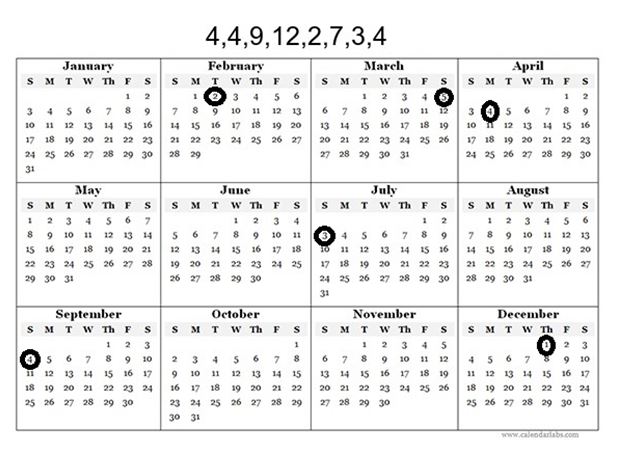 4,4,9,12,2,7,3,4
January
S M T W Th F S
1 2
3 4 5 6 7 8 9
10 11 12 13 14 15 16
17 18 19 20 21 22 23
24 25 26 27 28 29 30
31
February
S M T W Th F S
1 2 3 4 5 6
7 8 9 10 11 12 13
14 15 16 17 18 19 20
21 22 23 24 25 26 27
28 29
March
S M T W Th F S
1 2 3 4 5
6 7 8 9 10 11 12
13 14 15 16 17 18 19
20 21 22 23 24 25 26
27 28 29 30 31
April
S M T W Th F S
1 2
3 4 5 6 7 8 9
10 11 12 13 14 15 16
17 18 19 20 21 22 23
24 25 26 27 28 29 30
May
S M T W Th F S
1 2 3 4 5 6 7
8 9 10 11 12 13 14
15 16 17 18 19 20 21
22 23 24 25 26 27 28
29 30 31
June
S M T W Th F S
1 2 3 4
5 6 7 8 9 10 11
12 13 14 15 16 17 18
19 20 21 22 23 24 25
26 27 28 29 30
July
S M T W Th F S
1 2
3 4 5 6 7 8 9
10 11 12 13 14 15 16
17 18 19 20 21 22 23
24 25 26 27 28 29 30
31
August
S M T W Th F S
1 2 3 4 5 6
7 8 9 10 11 12 13
14 15 16 17 18 19 20
21 22 23 24 25 26 27
28 29 30 31
September
S M T W Th F S
1 2 3
4 5 6 7 8 9 10
11 12 13 14 15 16 17
18 19 20 21 22 23 24
25 26 27 28 29 30
October
S M T W Th F S
1
2 3 4 5 6 7 8
9 10 11 12 13 14 15
16 17 18 19 20 21 22
23 24 25 26 27 28 29
30 31
November
S M T W Th F S
1 2 3 4 5
6 7 8 9 10 11 12
13 14 15 16 17 18 19
20 21 22 23 24 25 26
27 28 29 30
December
S M T W Th F S
1 2 3
4 5 6 7 8 9 10
11 12 13 14 15 16 17
18 19 20 21 22 23 24
25 26 27 28 29 30 31
www.calendarlabs.com